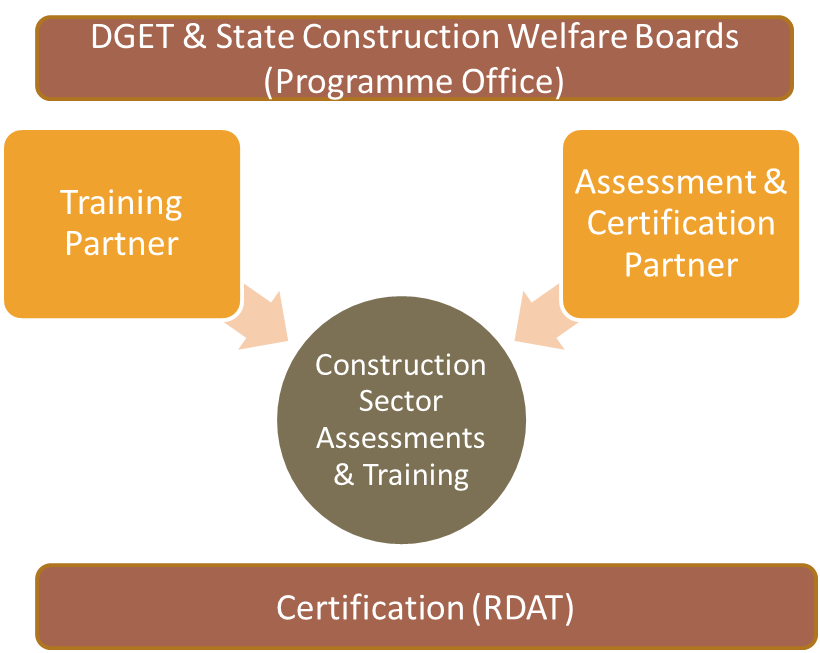 DGET & State Construction Welfare Boards
(Programme Office)
Training
Partner
Assessment &
Certification
Partner
Construction
Sector
Assessments
& Training
Certification (RDAT)